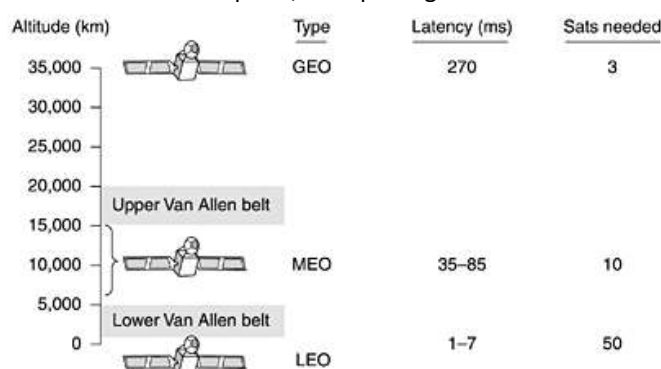 Altitude (km) Type Latency (ms) Sats needed
35,000 GEO 270 3
30,000
25,000
20,000
Upper Van Allen belt
15,000
10,000 MEO 35–85 10
5,000
Lower Van Allen belt
0 1–7 50
LEO